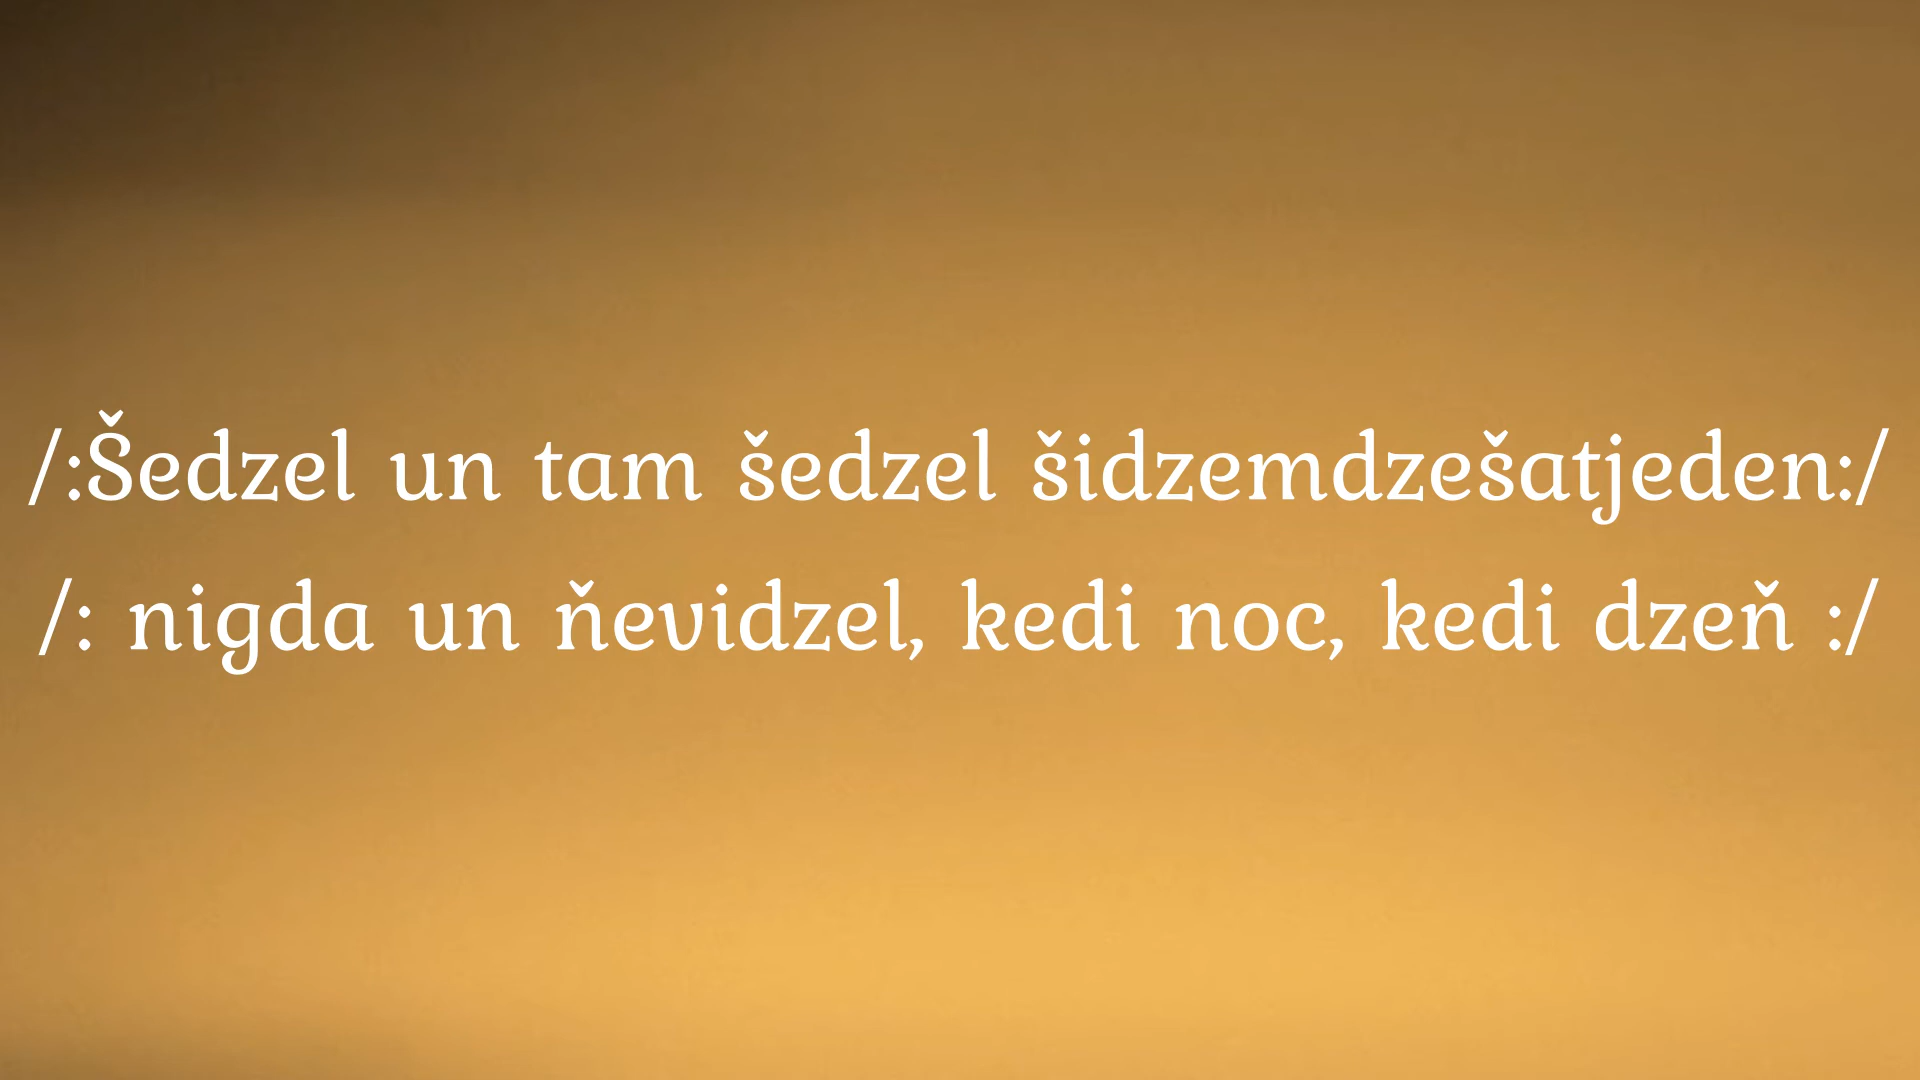 /:Šedzel un tam šedzel šidzemdzešatjeden:/
/: nigda un ňevidzel, kedi noc, kedi dzeň :/